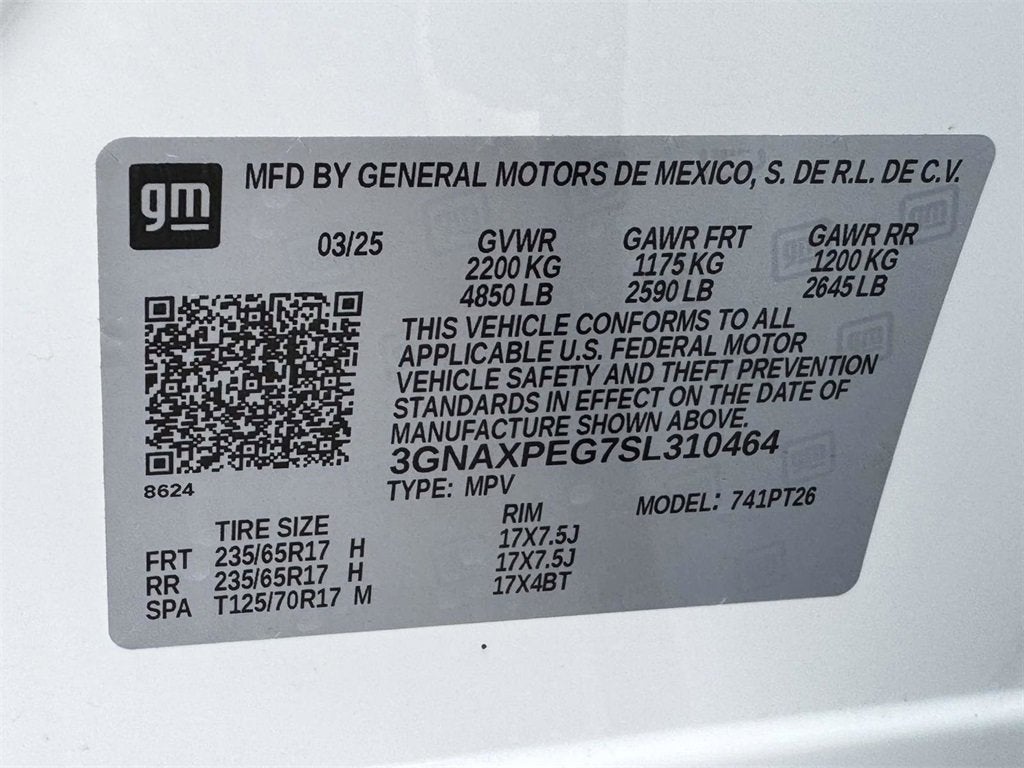 gm
MFD BY GENERAL MOTORS DE MEXICO, S. DE R.L. DE C.V.
03/25 GVWR GAWR FRT GAWR RR
2200 KG 1175 KG 1200 KG
4850 LB 2590 LB 2645 LB
THIS VEHICLE CONFORMS TO ALL
APPLICABLE U.S. FEDERAL MOTOR
VEHICLE SAFETY AND THEFT PREVENTION
STANDARDS IN EFFECT ON THE DATE OF
MANUFACTURE SHOWN ABOVE.
3GNAXPEG7SL310464
8624
TYPE: MPV MODEL: 741PT26
TIRE SIZE RIM
FRT 235/65R17 H 17X7.5J
RR 235/65R17 H 17X7.5J
SPA T125/70R17 M 17X4BT